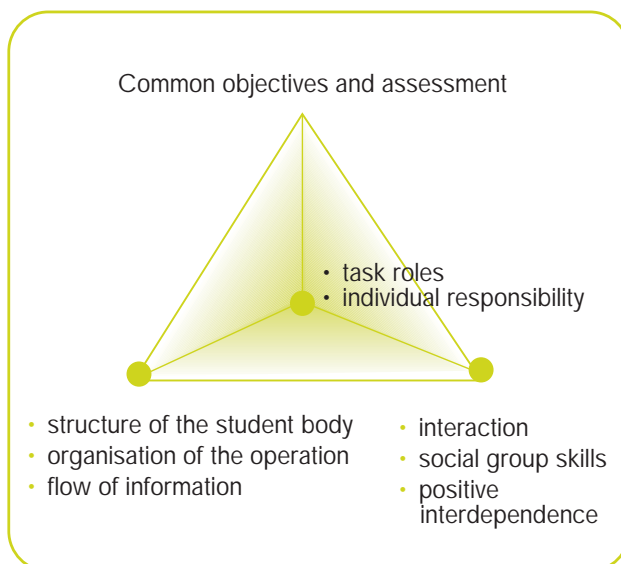 Common objectives and assessment
• task roles
• individual responsibility
• structure of the student body
• organisation of the operation
• flow of information
• interaction
• social group skills
• positive
interdependence